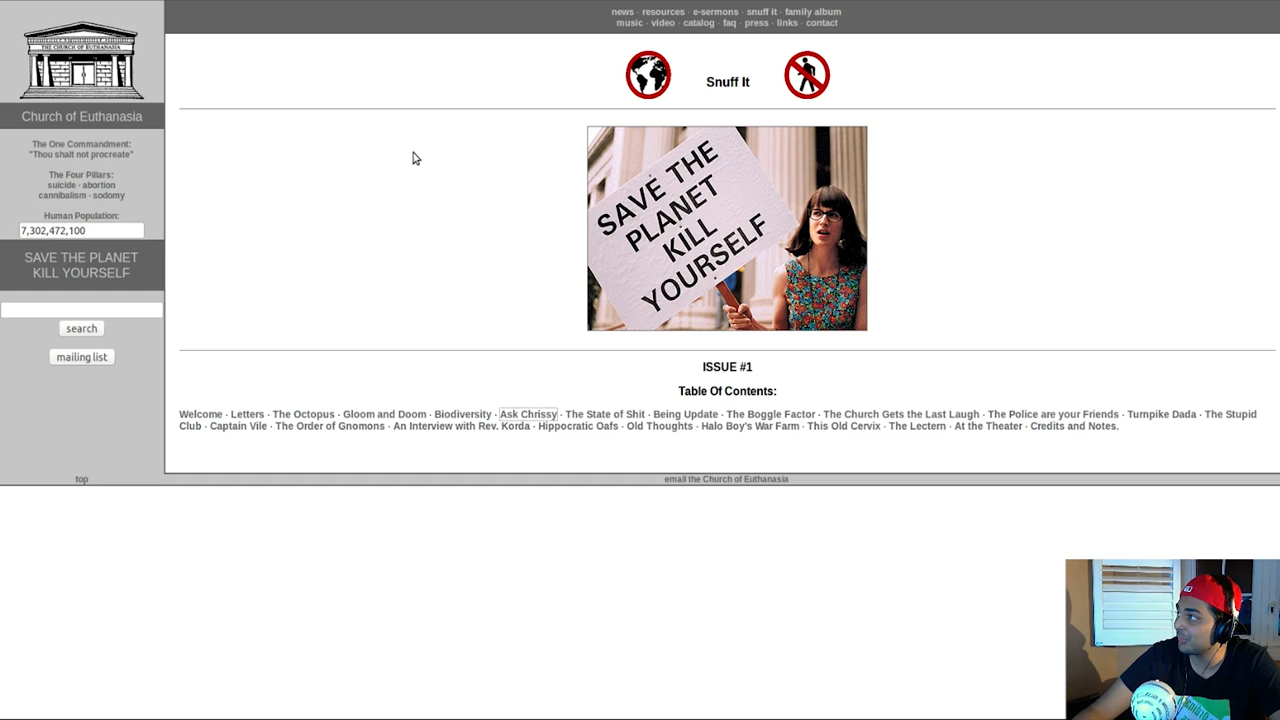 news · resources · e-sermons · snuff it · family album
music · video · catalog · faq · press · links · contact
THE CHURCH OF EUTHANASIA
Church of Euthanasia
The One Commandment:
"Thou shalt not procreate"
The Four Pillars:
suicide · abortion
cannibalism · sodomy
Human Population:
7,302,472,100
SAVE THE PLANET
KILL YOURSELF
search
mailing list
Snuff It
SAVE THE
PLANET
KILL
YOURSELF
ISSUE #1
Table Of Contents:
Welcome · Letters · The Octopus · Gloom and Doom · Biodiversity · Ask Chrissy · The State of Shit · Being Update · The Boggle Factor · The Church Gets the Last Laugh · The Police are your Friends · Turnpike Dada · The Stupid
Club · Captain Vile · The Order of Gnomons · An Interview with Rev. Korda · Hippocratic Oafs · Old Thoughts · Halo Boy's War Farm · This Old Cervix · The Lectern · At the Theater · Credits and Notes.
top
email the Church of Euthanasia